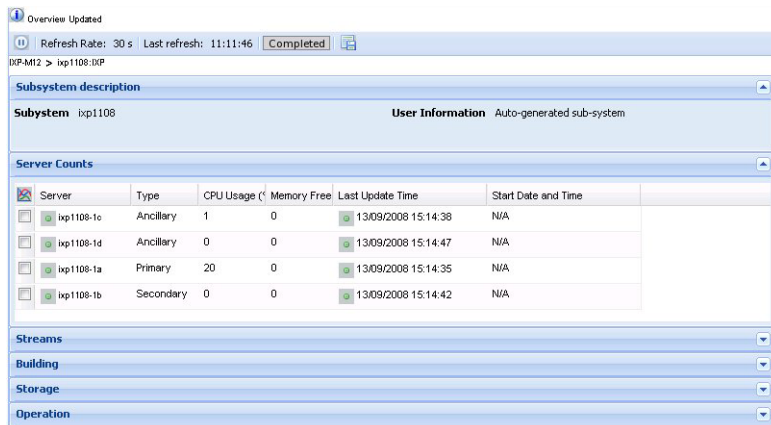 Overview Updated
Refresh Rate: 30 s Last refresh: 11:11:46 Completed
IXP-M12 > ixp1108:IXP
Subsystem description
Subystem ixp1108 User Information Auto-generated sub-system
Server Counts
Server Type CPU Usage (% Memory Free Last Update Time Start Date and Time
ixp1108-1c Ancillary 1 0 13/09/2008 15:14:38 N/A
ixp1108-1d Ancillary 0 0 13/09/2008 15:14:47 N/A
ixp1108-1a Primary 20 0 13/09/2008 15:14:35 N/A
ixp1108-1b Secondary 0 0 13/09/2008 15:14:42 N/A
Streams
Building
Storage
Operation